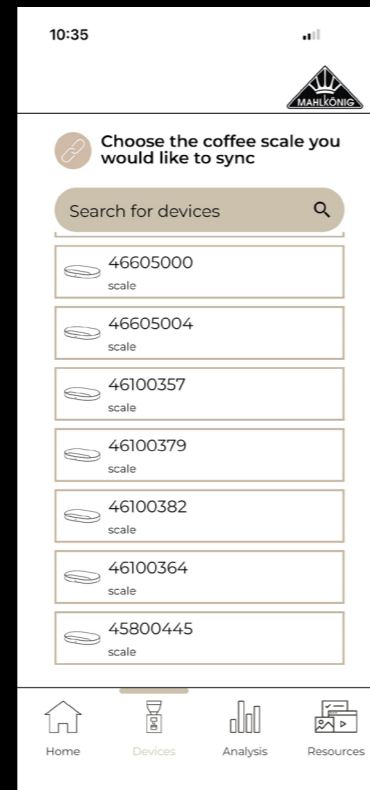 10:35
MAHLKÖNIG
Choose the coffee scale you
would like to sync
Search for devices
46605000
scale
46605004
scale
46100357
scale
46100379
scale
46100382
scale
46100364
scale
45800445
scale
Home
Devices
Analysis
Resources